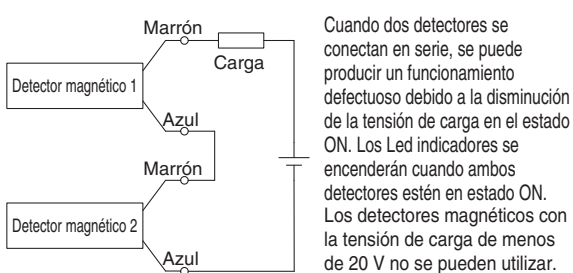 Marrón
Carga
Detector magnético 1
Azul
Marrón
Detector magnético 2
Azul
Cuando dos detectores se
conectan en serie, se puede
producir un funcionamiento
defectuoso debido a la disminución
de la tensión de carga en el estado
ON. Los Led indicadores se
encenderán cuando ambos
detectores estén en estado ON.
Los detectores magnéticos con
la tensión de carga de menos
de 20 V no se pueden utilizar.